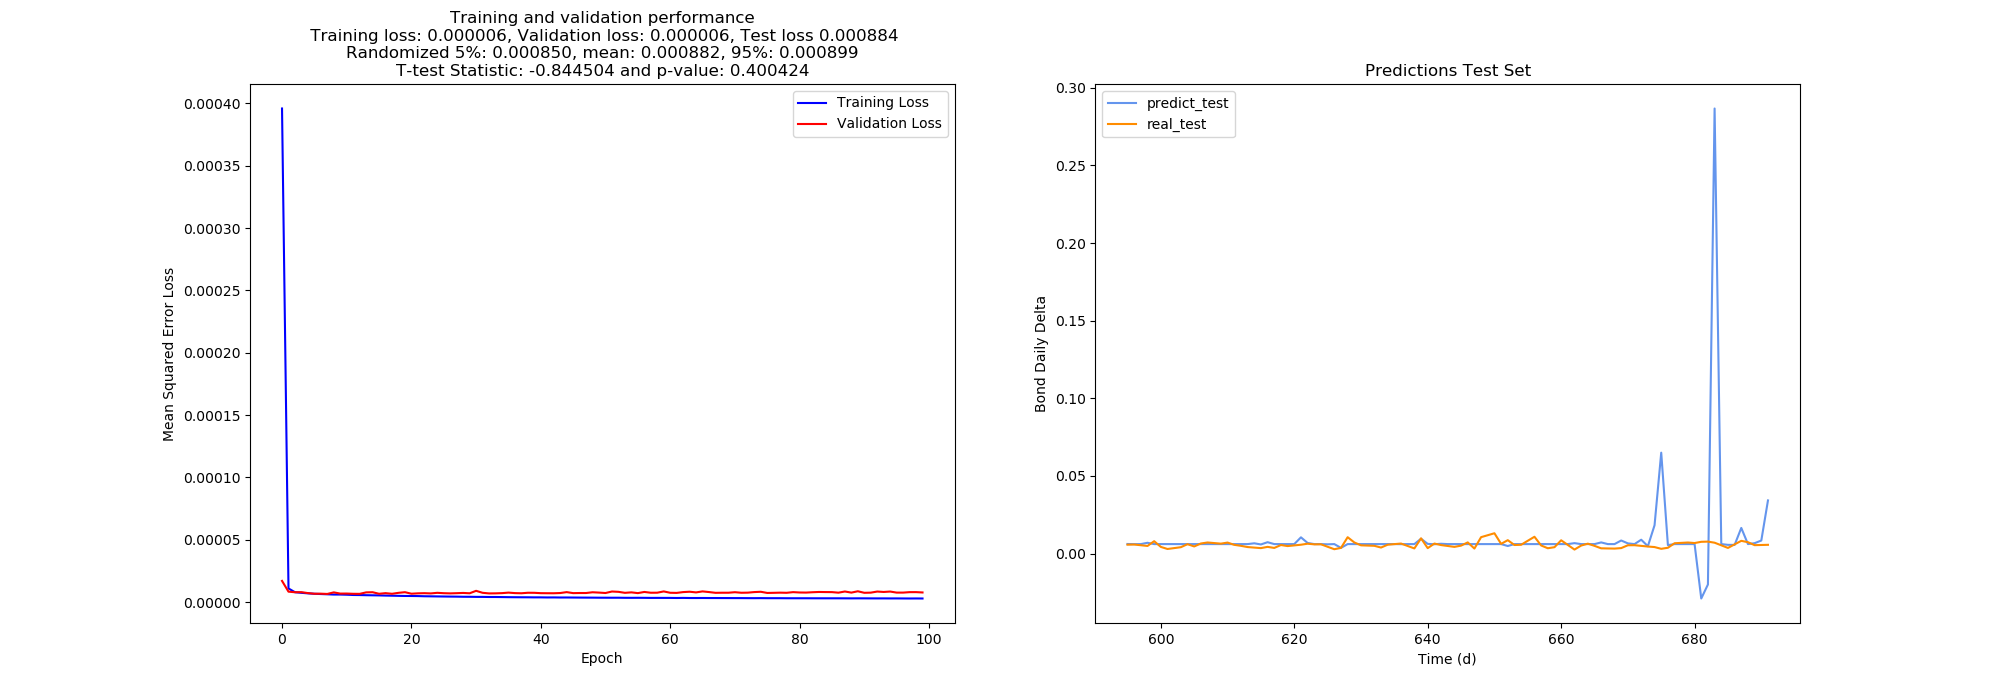 Training and validation performance
Training loss: 0.000006, Validation loss: 0.000006, Test loss 0.000884
Randomized 5%: 0.000850, mean: 0.000882, 95%: 0.000899
T-test Statistic: -0.844504 and p-value: 0.400424
Mean Squared Error Loss
0.00040
0.00035
0.00030
0.00025
0.00020
0.00015
0.00010
0.00005
0.00000
Training Loss
Validation Loss
0 20 40 60 80 100
Epoch
Predictions Test Set
Bond Daily Delta
0.30
0.25
0.20
0.15
0.10
0.05
0.00
predict_test
real_test
600 620 640 660 680
Time (d)